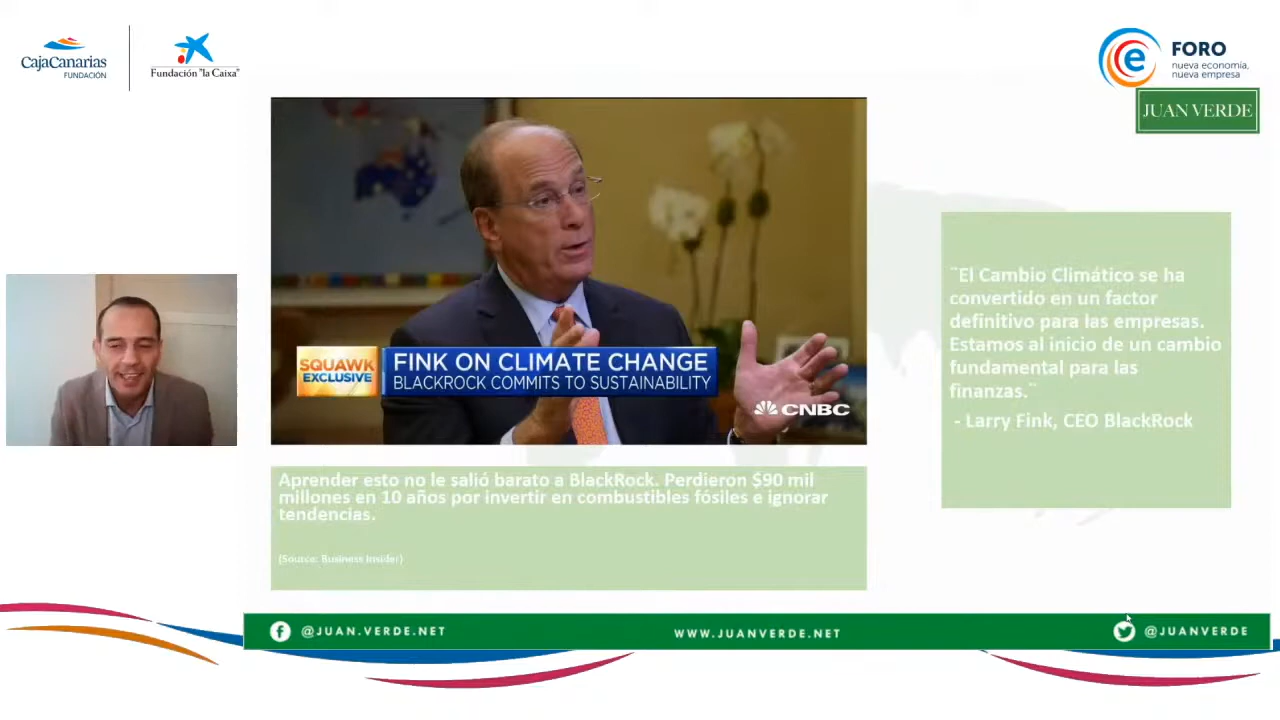 CajaCanarias
FUNDACIÓN
Fundación "la Caixa"
e
FORO
nueva economía,
nueva empresa
JUAN VERDE
SQUAWK
EXCLUSIVE
FINK ON CLIMATE CHANGE
BLACKROCK COMMITS TO SUSTAINABILITY
CNBC
¨El Cambio Climático se ha
convertido en un factor
definitivo para las empresas.
Estamos al inicio de un cambio
fundamental para las
finanzas.¨
- Larry Fink, CEO BlackRock
Aprender esto no le salió barato a BlackRock. Perdieron $90 mil
millones en 10 años por invertir en combustibles fósiles e ignorar
tendencias.
(Source: Business Insider)
@JUAN.VERDE.NET
WWW.JUANVERDE.NET
@JUANVERDE